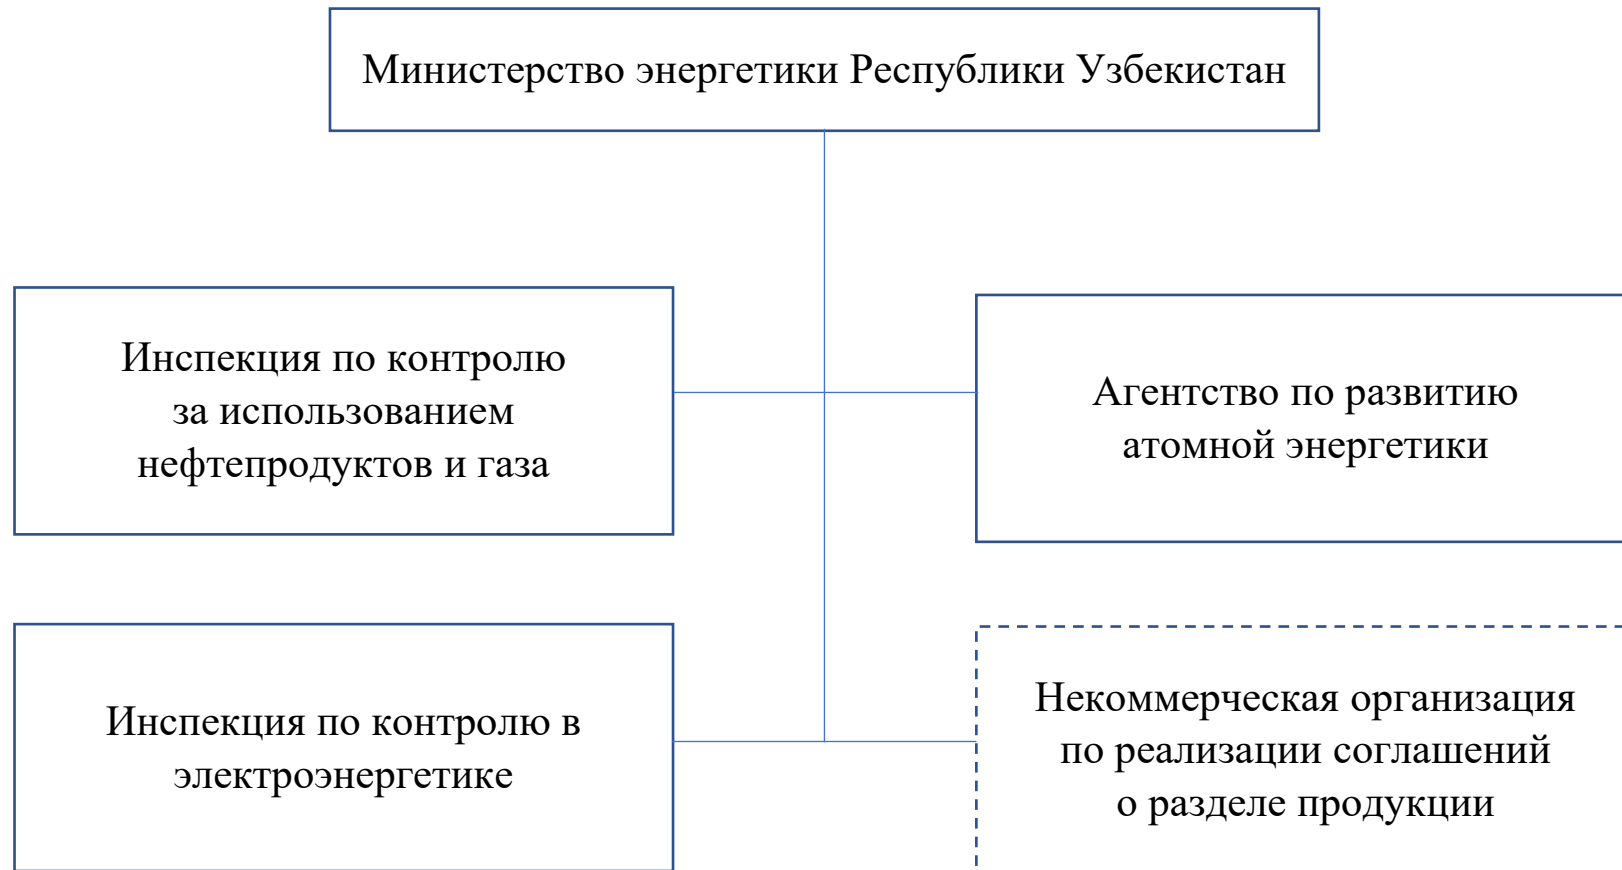 Министерство энергетики Республики Узбекистан
Инспекция по контролю
за использованием
нефтепродуктов и газа
Агентство по развитию
атомной энергетики
Инспекция по контролю в
электроэнергетике
Некоммерческая организация
по реализации соглашений
о разделе продукции